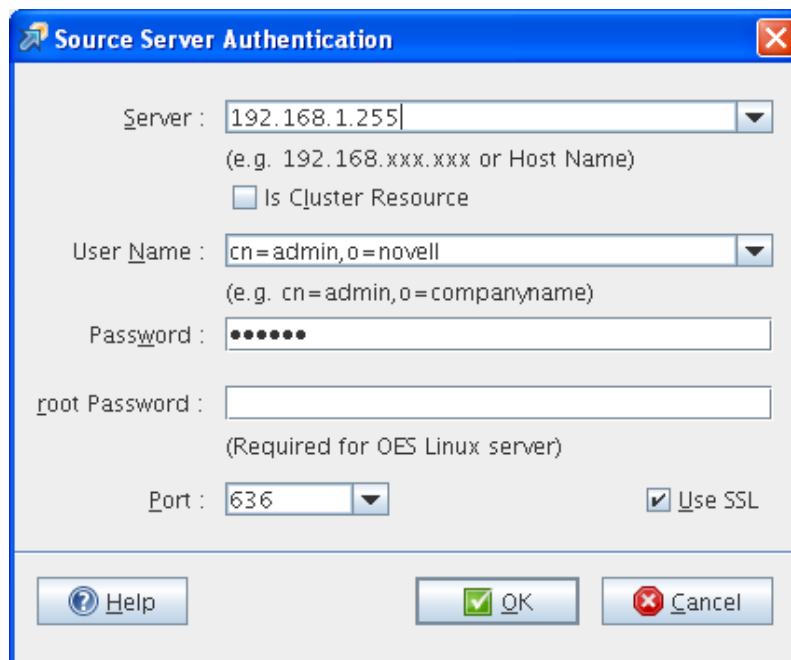 Source Server Authentication
Server : 192.168.1.255
(e.g. 192.168.xxx.xxx or Host Name)
Is Cluster Resource
User Name : cn=admin,o=novell
(e.g. cn=admin,o=companyname)
Password : ••••••
root Password :
(Required for OES Linux server)
Port : 636 Use SSL
Help OK Cancel